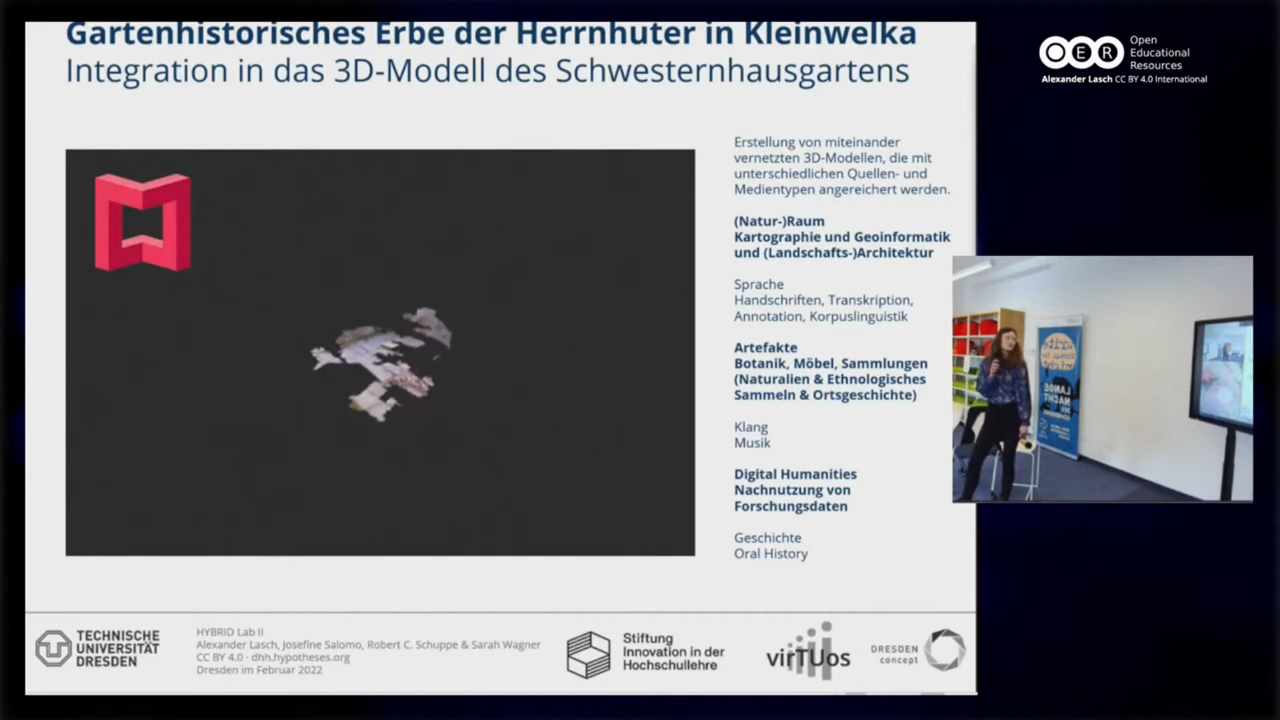 Gartenhistorisches Erbe der Herrnhuter in Kleinwelka
Integration in das 3D-Modell des Schwesternhausgartens
Erstellung von miteinander
vernetzten 3D-Modellen, die mit
unterschiedlichen Quellen- und
Medientypen angereichert werden.
(Natur-)Raum
Kartographie und Geoinformatik
und (Landschafts-)Architektur
Sprache
Handschriften, Transkription,
Annotation, Korpuslinguistik
Artefakte
Botanik, Möbel, Sammlungen
(Naturalien & Ethnologisches
Sammeln & Ortsgeschichte)
Klang
Musik
Digital Humanities
Nachnutzung von
Forschungsdaten
Geschichte
Oral History
TECHNISCHE
UNIVERSITÄT
DRESDEN
HYBRID Lab II
Alexander Lasch, Josefine Salomo, Robert C. Schuppe & Sarah Wagner
CC BY 4.0 - dhh.hypotheses.org
Dresden im Februar 2022
Stiftung
Innovation in der
Hochschullehre
virTUos
DRESDEN
concept
OER
Open
Educational
Resources
Alexander Lasch CC BY 4.0 International
LANGE
NACHT
DER